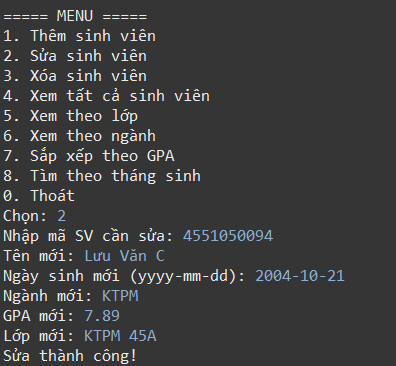 ===== MENU =====
1. Thêm sinh viên
2. Sửa sinh viên
3. Xóa sinh viên
4. Xem tất cả sinh viên
5. Xem theo lớp
6. Xem theo ngành
7. Sắp xếp theo GPA
8. Tìm theo tháng sinh
0. Thoát
Chọn: 2
Nhập mã SV cần sửa: 4551050094
Tên mới: Lưu Văn C
Ngày sinh mới (yyyy-mm-dd): 2004-10-21
Ngành mới: KTPM
GPA mới: 7.89
Lớp mới: KTPM 45A
Sửa thành công!